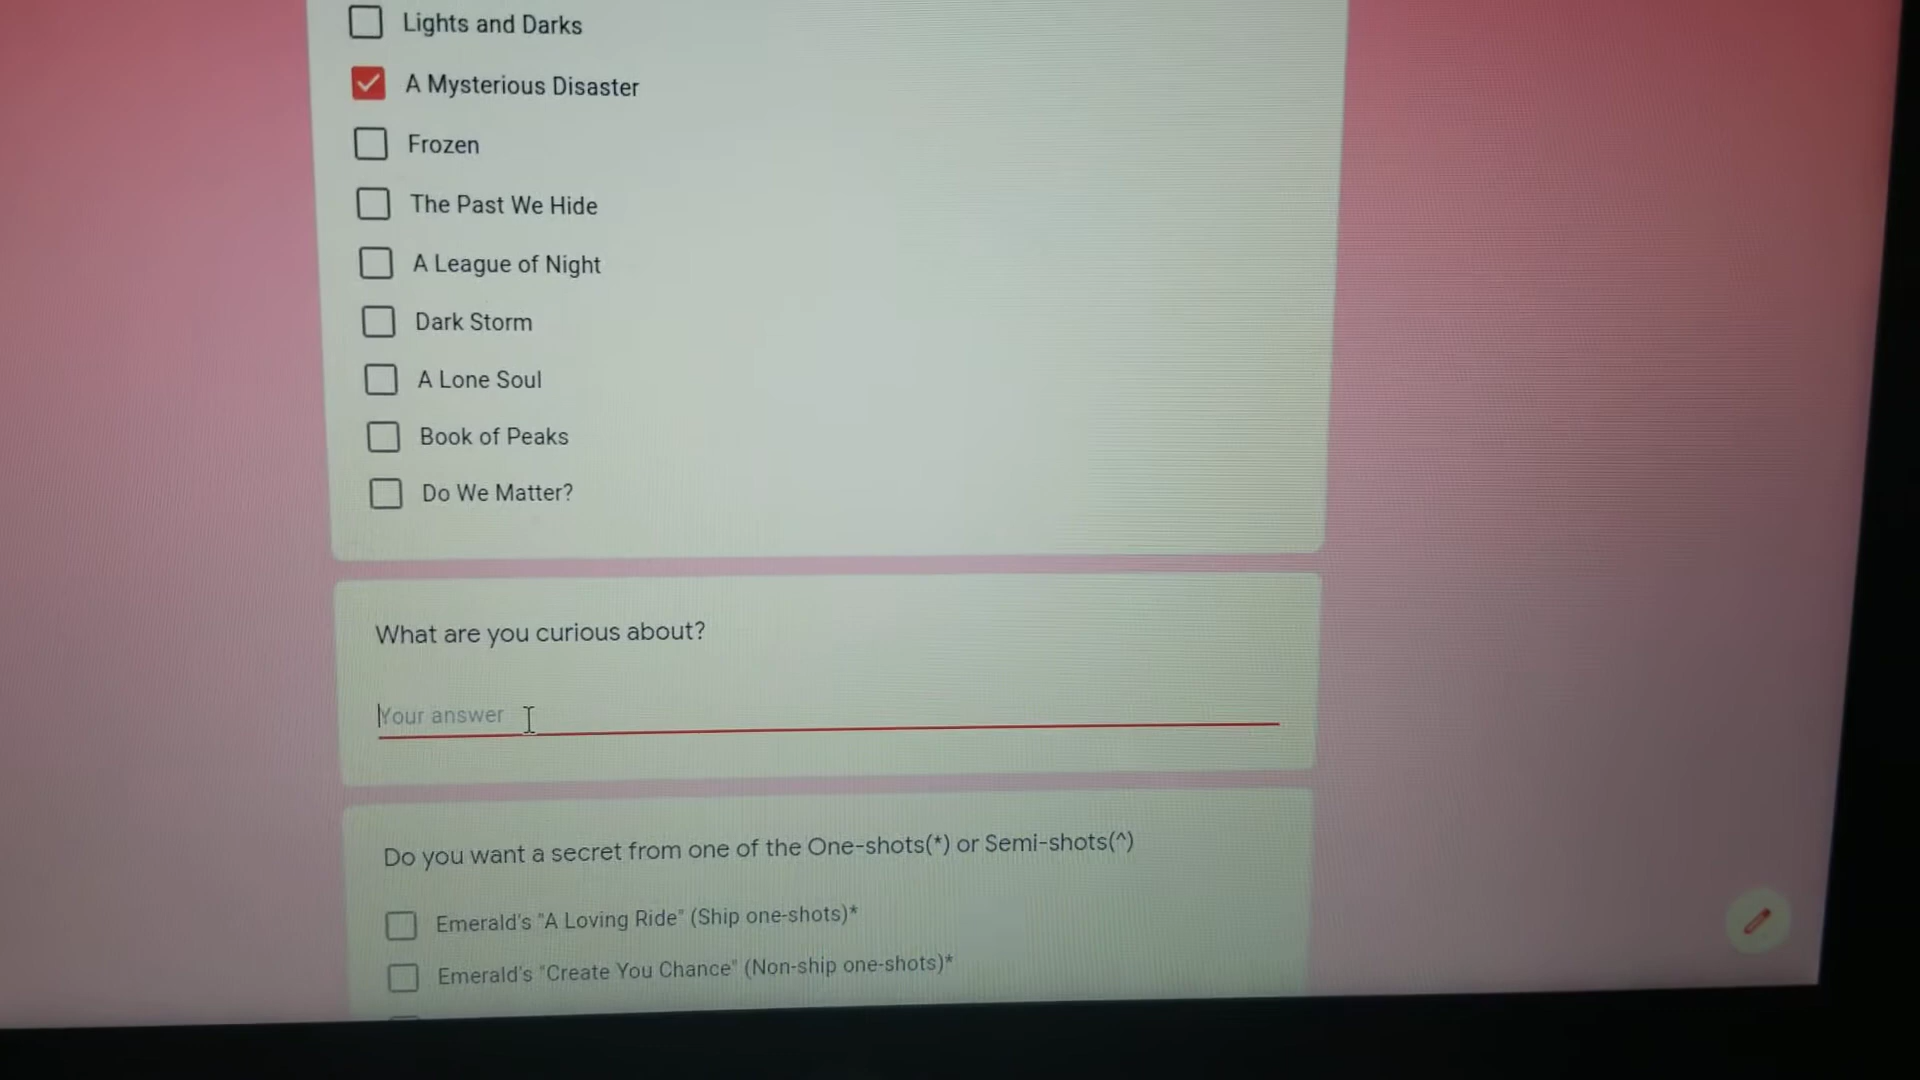 Lights and Darks
A Mysterious Disaster
Frozen
The Past We Hide
A League of Night
Dark Storm
A Lone Soul
Book of Peaks
Do We Matter?
What are you curious about?
Your answer
Do you want a secret from one of the One-shots(*) or Semi-shots(^)
Emerald's "A Loving Ride" (Ship one-shots)*
Emerald's "Create You Chance" (Non-ship one-shots)*